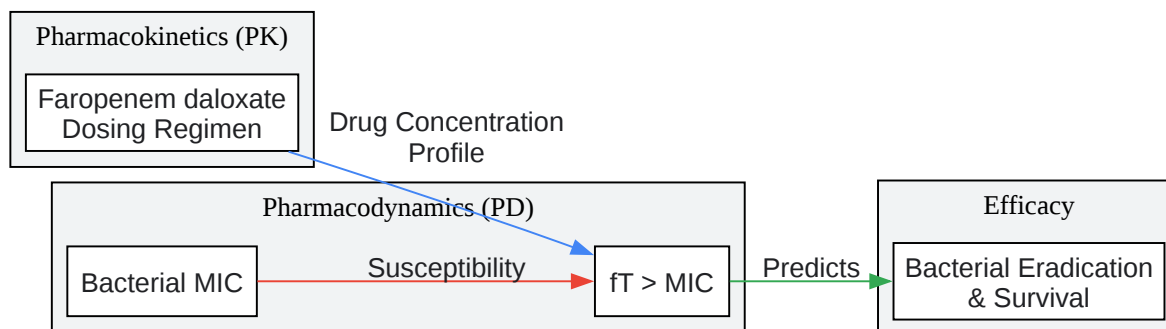 Pharmacokinetics (PK)
Faropenem daloxate
Dosing Regimen
Drug Concentration
Profile
Pharmacodynamics (PD)
Bacterial MIC
Susceptibility
fT > MIC
Predicts
Efficacy
Bacterial Eradication
& Survival